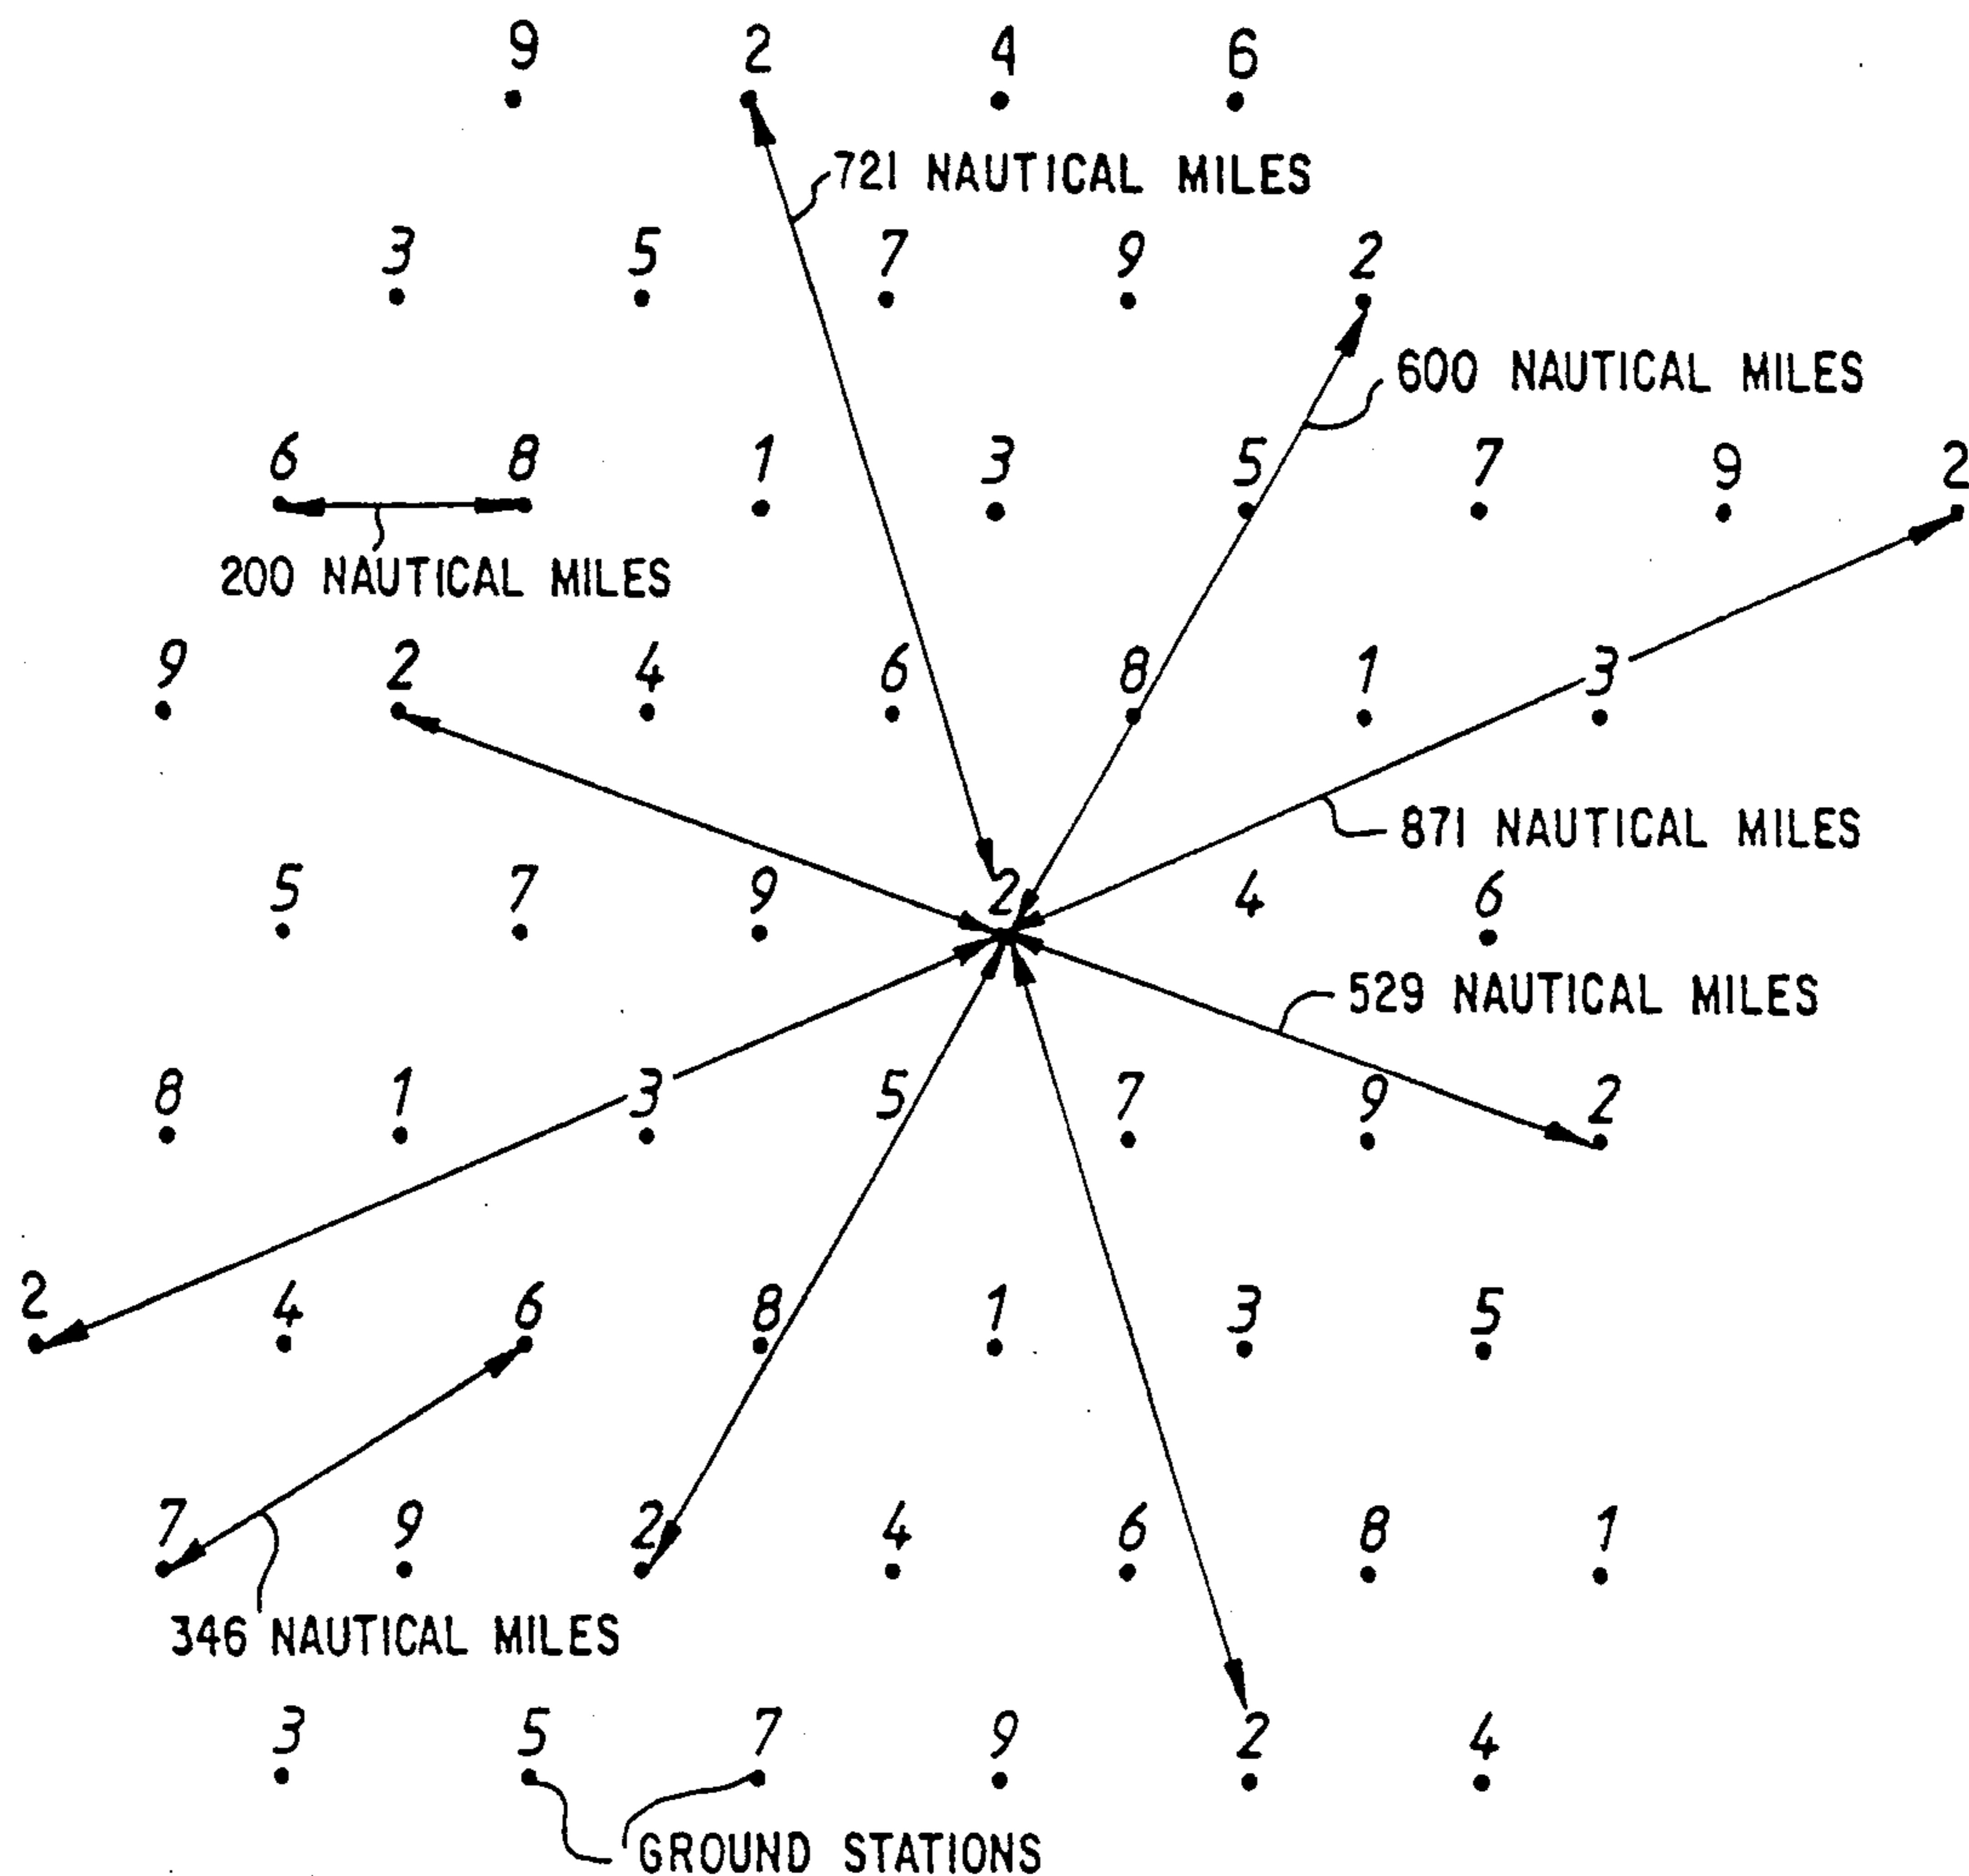 9 2 4 6
721 NAUTICAL MILES
3 5 7 9 2
600 NAUTICAL MILES
6 8 1 3 5 7 9 2
200 NAUTICAL MILES
9 2 4 6 8 1 3
871 NAUTICAL MILES
5 7 9 2 4 6
529 NAUTICAL MILES
8 1 3 5 7 9 2
2 4 6 8 1 3 5
7 9 2 4 6 8 1
346 NAUTICAL MILES
3 5 7 9 2 4
GROUND STATIONS